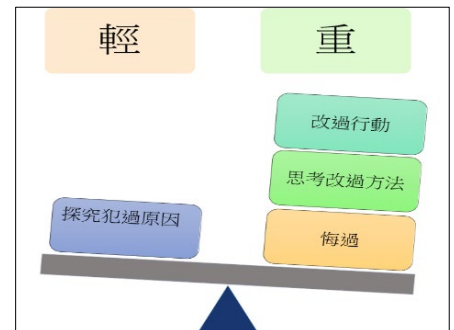 輕
重
改過行動
思考改過方法
探究犯過原因
悔過